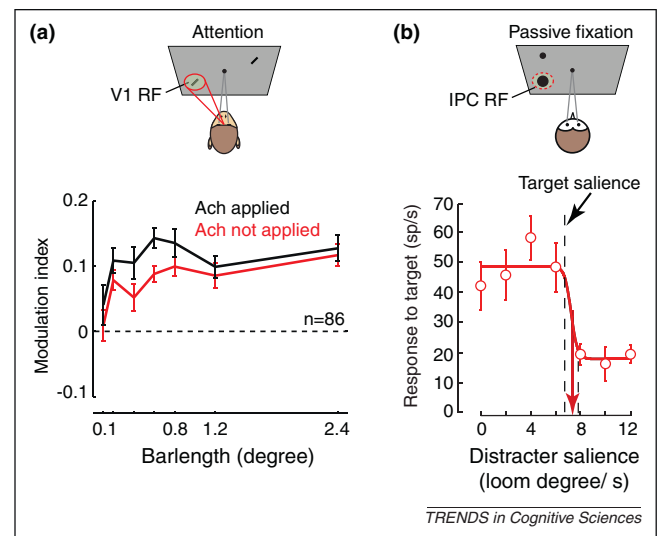 (a)
Attention
V1 RF
Modulation index
0.2
0.1
0
-0.1
Ach applied
Ach not applied
n=86
0.1 0.8 1.2 2.4
Barlength (degree)
(b)
Passive fixation
IPC RF
Target salience
Response to target (sp/s)
70
60
50
40
30
20
10
0
0 4 8 12
Distracter salience
(loom degree/ s)
TRENDS in Cognitive Sciences